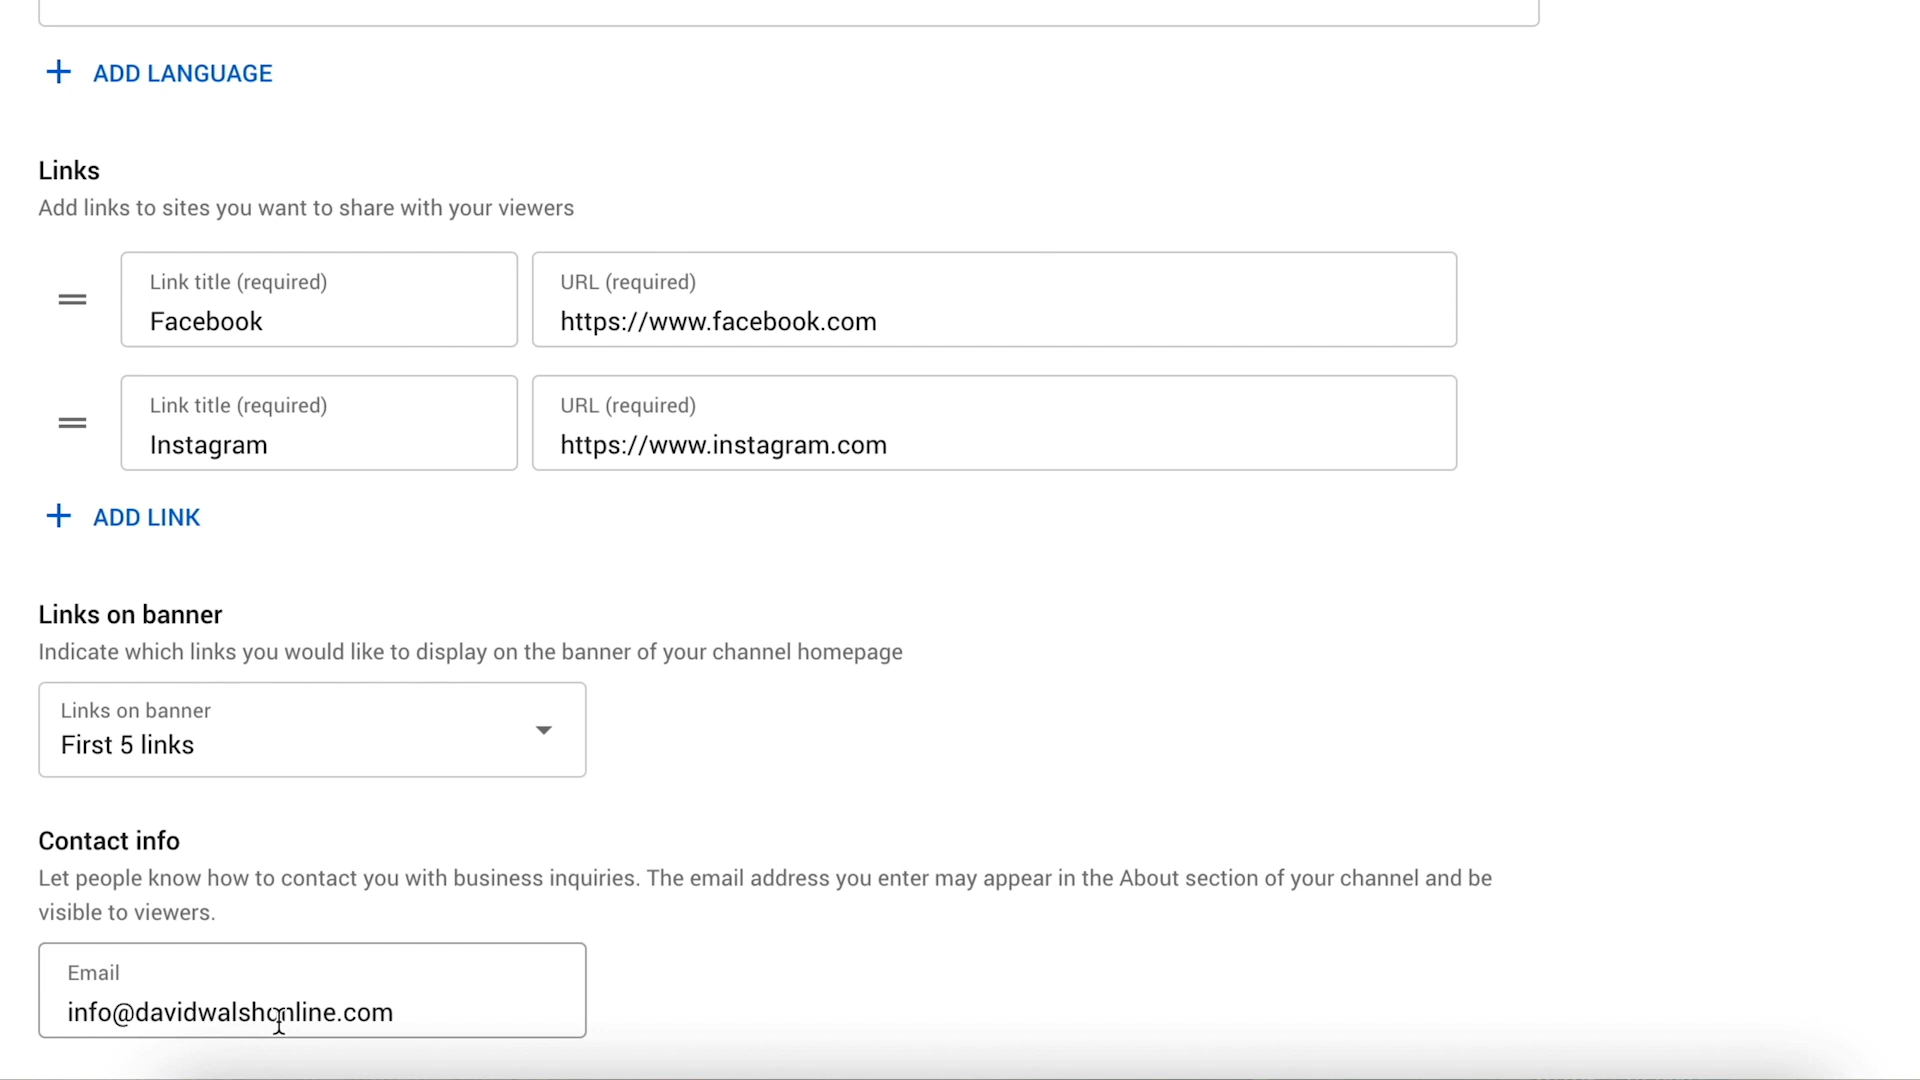 ADD LANGUAGE
Links
Add links to sites you want to share with your viewers
Link title (required)
Facebook
URL (required)
https://www.facebook.com
Link title (required)
Instagram
URL (required)
https://www.instagram.com
ADD LINK
Links on banner
Indicate which links you would like to display on the banner of your channel homepage
Links on banner
First 5 links
Contact info
Let people know how to contact you with business inquiries. The email address you enter may appear in the About section of your channel and be
visible to viewers.
Email
info@davidwalshonline.com